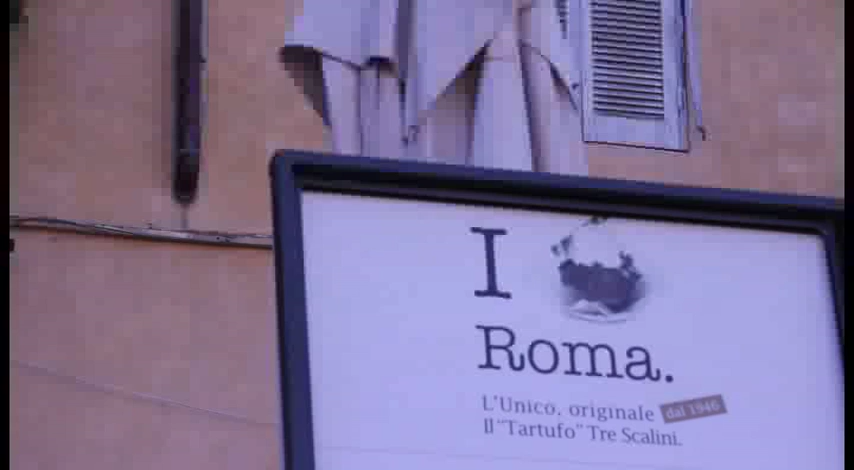 I
Roma.
L'Unico, originale dal 1946
Il "Tartufo" Tre Scalini.